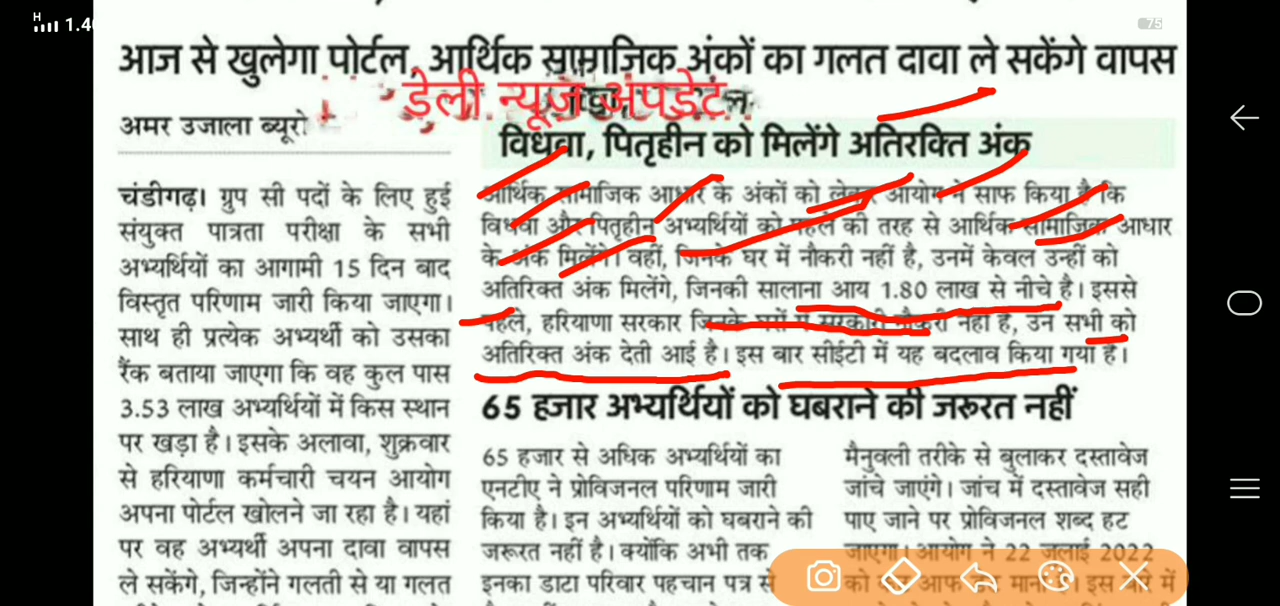 H
1.4
75
आज से खुलेगा पोर्टल, आर्थिक सामाजिक अंकों का गलत दावा ले सकेंगे वापस
डेली न्यूज अपडेट
अमर उजाला ब्यूरो
चंडीगढ़। ग्रुप सी पदों के लिए हुई
संयुक्त पात्रता परीक्षा के सभी
अभ्यर्थियों का आगामी 15 दिन बाद
विस्तृत परिणाम जारी किया जाएगा।
साथ ही प्रत्येक अभ्यर्थी को उसका
रैंक बताया जाएगा कि वह कुल पास
3.53 लाख अभ्यर्थियों में किस स्थान
पर खड़ा है। इसके अलावा, शुक्रवार
से हरियाणा कर्मचारी चयन आयोग
अपना पोर्टल खोलने जा रहा है। यहां
पर वह अभ्यर्थी अपना दावा वापस
ले सकेंगे, जिन्होंने गलती से या गलत
विधवा, पितृहीन को मिलेंगे अतिरक्ति अंक
आर्थिक सामाजिक आधार के अंकों को लेकर आयोग ने साफ किया है कि
विधवा और पितृहीन अभ्यर्थियों को पहले की तरह से आर्थिक सामाजिक आधार
के अंक मिलेंगे। वहीं, जिनके घर में नौकरी नहीं है, उनमें केवल उन्हीं को
अतिरिक्त अंक मिलेंगे, जिनकी सालाना आय 1.80 लाख से नीचे है। इससे
पहले, हरियाणा सरकार जिनके घरों में सरकारी नौकरी नहीं है, उन सभी को
अतिरिक्त अंक देती आई है। इस बार सीईटी में यह बदलाव किया गया है।
65 हजार अभ्यर्थियों को घबराने की जरूरत नहीं
65 हजार से अधिक अभ्यर्थियों का
एनटीए ने प्रोविजनल परिणाम जारी
किया है। इन अभ्यर्थियों को घबराने की
जरूरत नहीं है। क्योंकि अभी तक
इनका डाटा परिवार पहचान पत्र से
मैनुवली तरीके से बुलाकर दस्तावेज
जांचे जाएंगे। जांच में दस्तावेज सही
पाए जाने पर प्रोविजनल शब्द हट
जाएगा। आयोग ने 22 जुलाई 2022
को कट आफ डेट माना है। इस बारे में